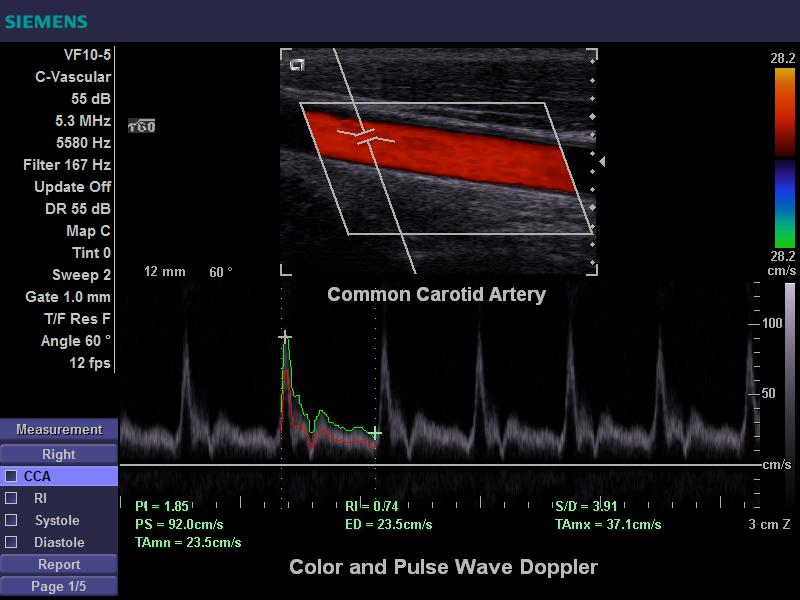 SIEMENS
VF10-5
C-Vascular
55 dB
5.3 MHz
5580 Hz
Filter 167 Hz
Update Off
DR 55 dB
Map C
Tint 0
Sweep 2
Gate 1.0 mm
T/F Res F
Angle 60 °
12 fps
28.2
28.2
cm/s
12 mm 60 °
Common Carotid Artery
100
50
cm/s
Measurement
Right
CCA
RI
Systole
Diastole
Report
Page 1/5
PI = 1.85 RI = 0.74 S/D = 3.91
PS = 92.0cm/s ED = 23.5cm/s TAmx = 37.1cm/s
TAmn = 23.5cm/s
3 cm Z
Color and Pulse Wave Doppler